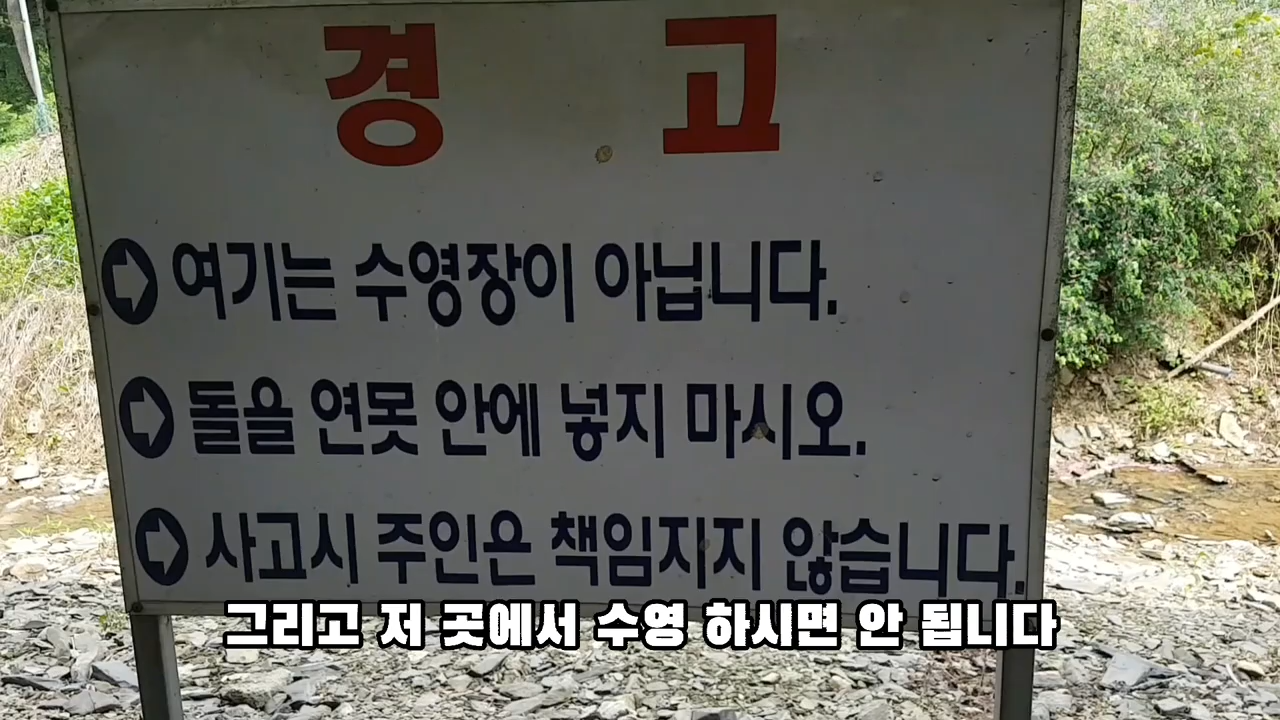 경 고
여기는 수영장이 아닙니다.
돌을 연못 안에 넣지 마시오.
사고시 주인은 책임지지 않습니다.
그리고 저 곳에서 수영 하시면 안 됩니다